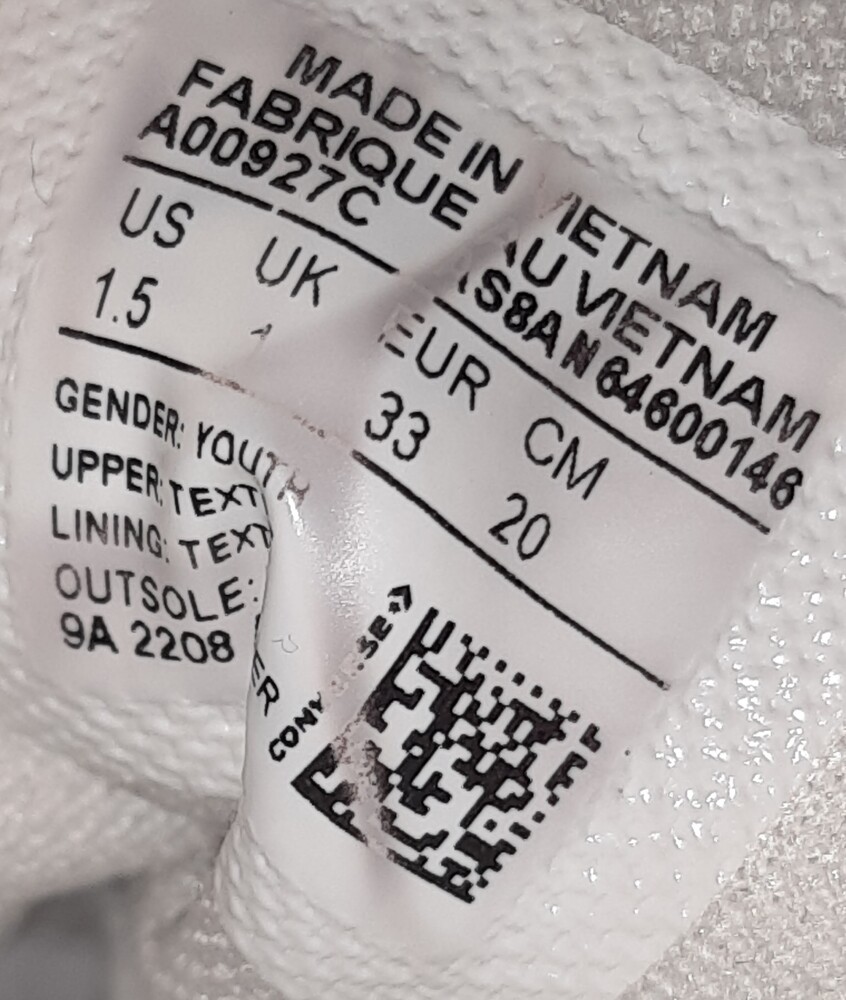 MADE IN VIETNAM
FABRIQUE AU VIETNAM
A00927C S8AN64600146
US UK EUR CM
1.5 33 20
GENDER: YOUTH
UPPER: TEXT
LINING: TEXT
OUTSOLE:
9A 2208
CONVERSE